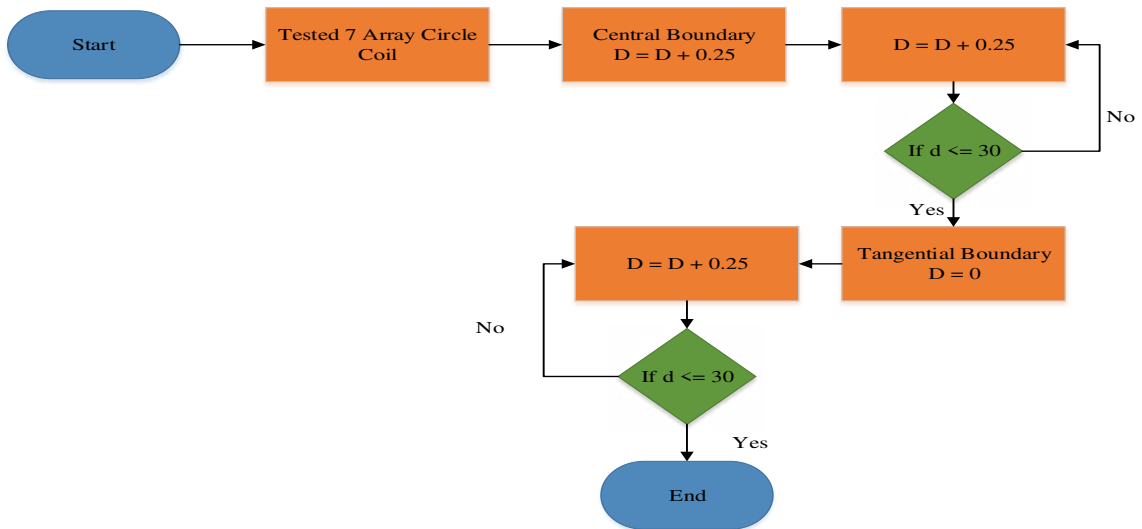 Start
Tested 7 Array Circle
Coil
Central Boundary
D = D + 0.25
D = D + 0.25
No
If d <= 30
Yes
Tangential Boundary
D = 0
D = D + 0.25
No
If d <= 30
Yes
End